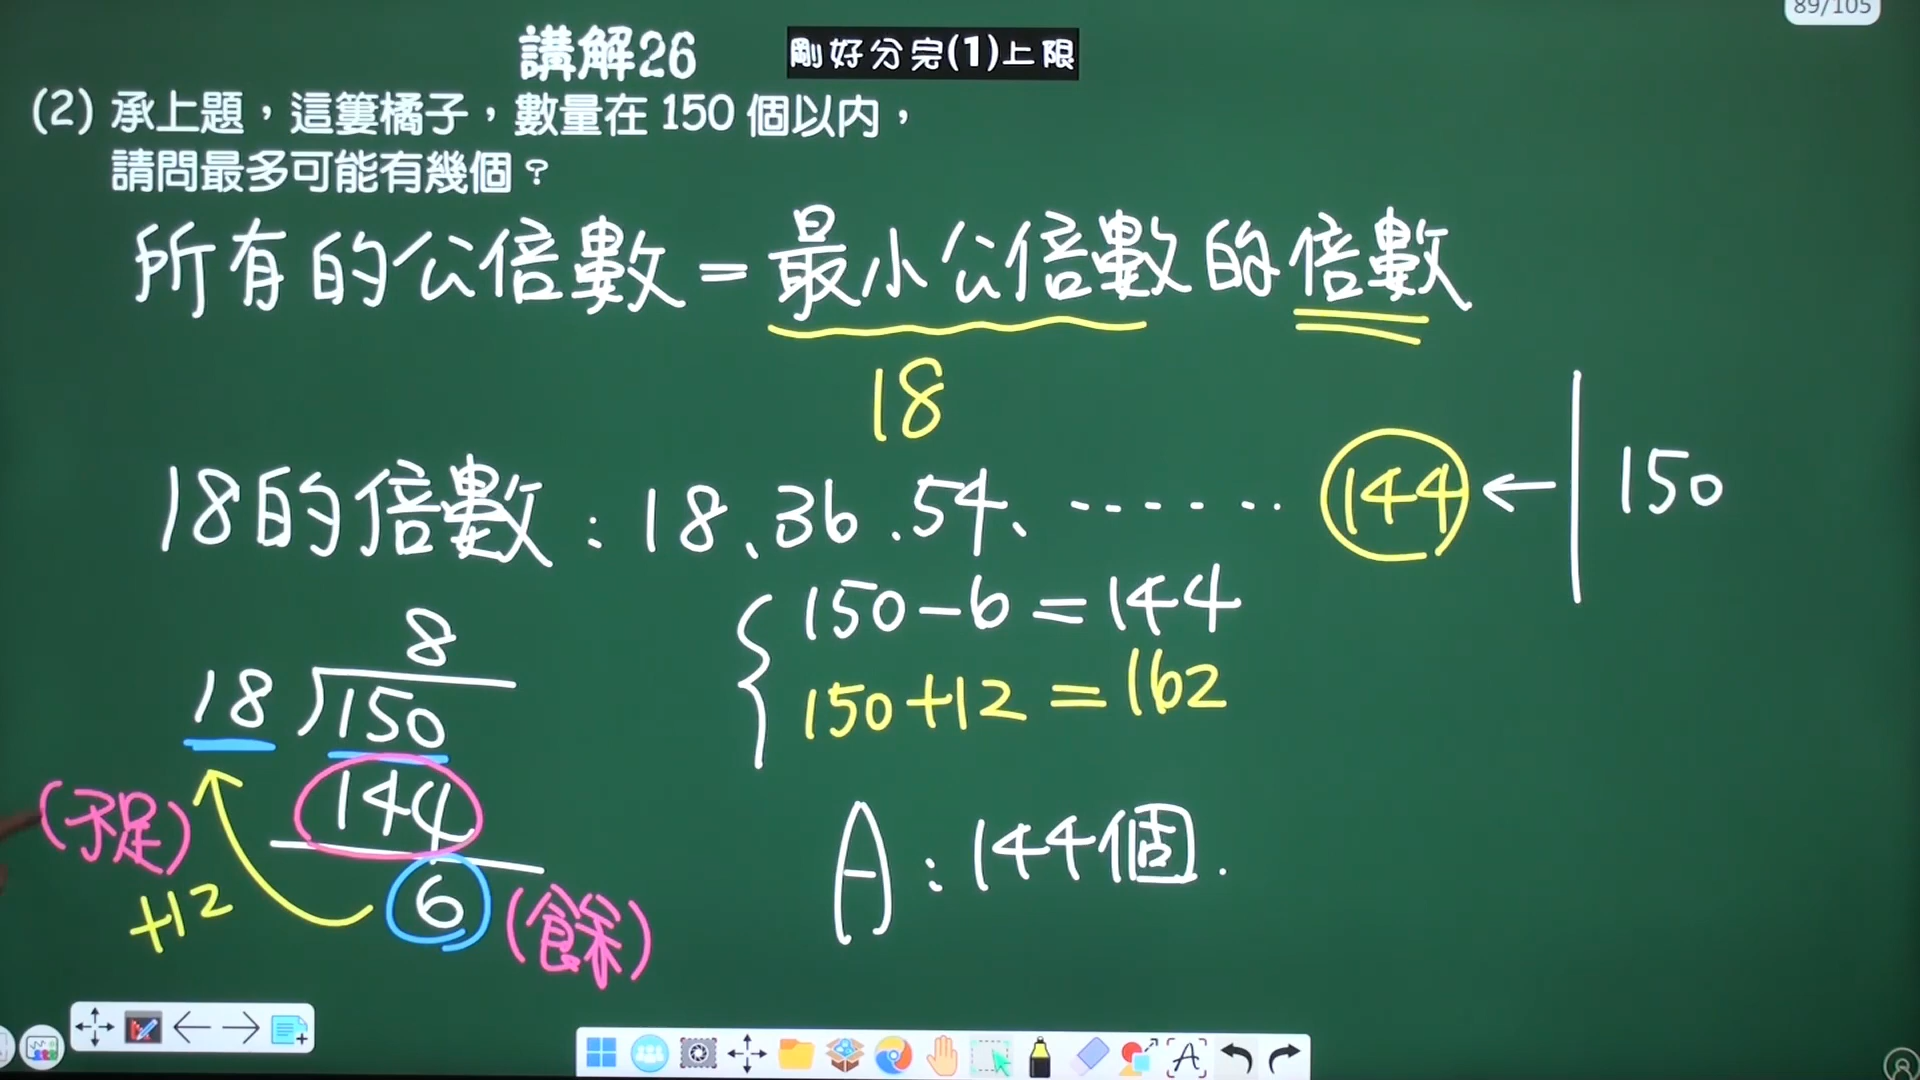 89/105
講解26
剛好分完(1)上限
(2) 承上題，這簍橘子，數量在 150 個以內，
請問最多可能有幾個？
所有的公倍數=最小公倍數的倍數
18
18的倍數：18、36、54、…… 144 ← 150
150-6=144
150+12=162
8
18 150
144
6
(不足)
+12
(餘)
A：144個.